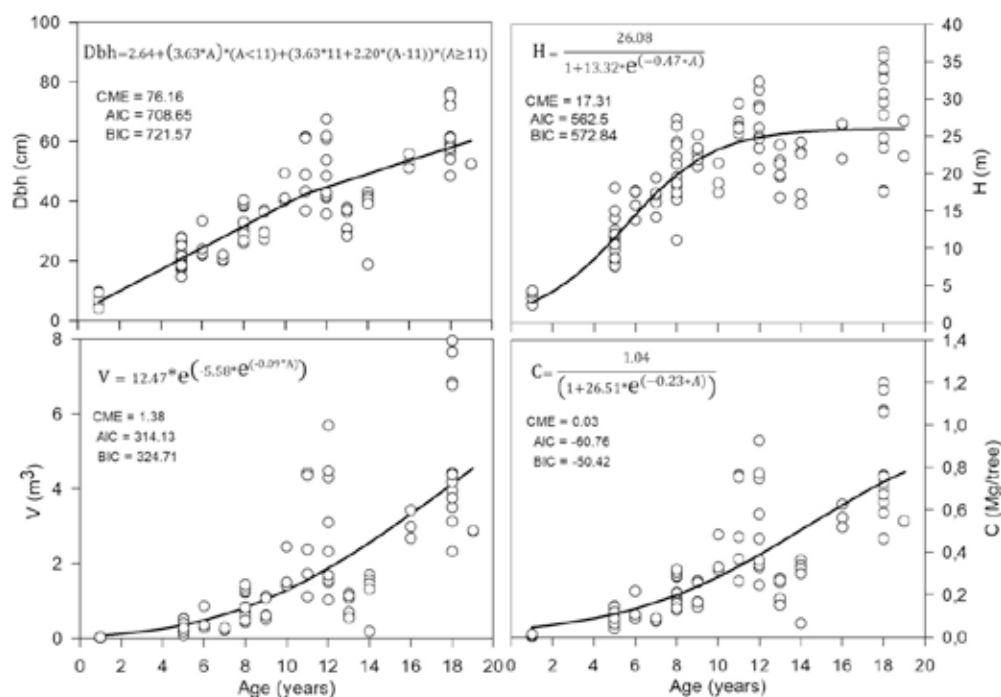 Dbh=2.64+(3.63*A)*(A<11)+(3.63*11+2.20*(A-11))*(A≥11)
CME = 76.16
AIC = 708.65
BIC = 721.57
100
80
60
40
20
0
Dbh (cm)
H= 26.08
1+13.32*e(−0.47*A)
CME = 17.31
AIC = 562.5
BIC = 572.84
40
35
30
25
20
15
10
5
0
H (m)
V = 12.47*e(-5.58*e(-0.09*A))
CME = 1.38
AIC = 314.13
BIC = 324.71
8
6
4
2
0
V (m3)
0 2 4 6 8 10 12 14 16 18 20
Age (years)
C= 1.04
(1+26.51*e(−0.23*A))
CME = 0.03
AIC = -60.76
BIC = -50.42
1,4
1,2
1,0
0,8
0,6
0,4
0,2
0,0
C (Mg/tree)
0 2 4 6 8 10 12 14 16 18 20
Age (years)